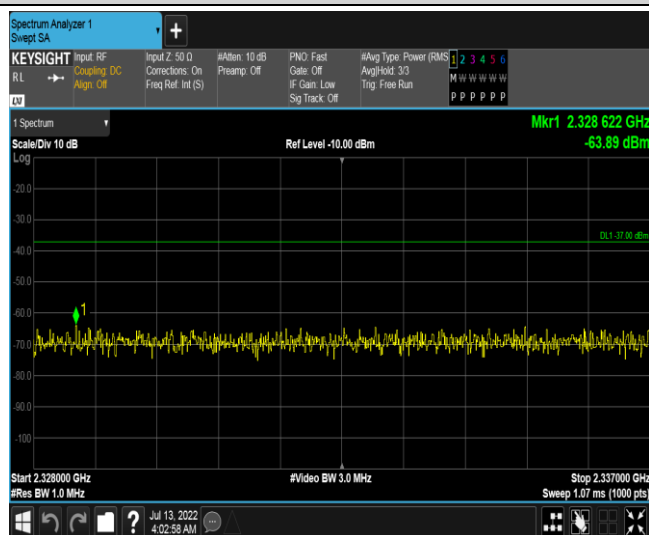 Spectrum Analyzer 1
Swept SA
KEYSIGHT
RL
LXI
Input: RF
Coupling: DC
Align: Off
Input Z: 50 Ω
Corrections: On
Freq Ref: Int (S)
#Atten: 10 dB
Preamp: Off
PNO: Fast
Gate: Off
IF Gain: Low
Sig Track: Off
#Avg Type: Power (RMS
Avg|Hold: 3/3
Trig: Free Run
1 2 3 4 5 6
M W W W W W
P P P P P P
1 Spectrum
Mkr1 2.328 622 GHz
Scale/Div 10 dB
Ref Level -10.00 dBm
-63.89 dBm
Log
-20.0
-30.0
DL1 -37.00 dBm
-40.0
-50.0
-60.0
1
-70.0
-80.0
-90.0
-100
Start 2.328000 GHz
#Video BW 3.0 MHz
Stop 2.337000 GHz
#Res BW 1.0 MHz
Sweep 1.07 ms (1000 pts)
?
Jul 13, 2022
4:02:58 AM